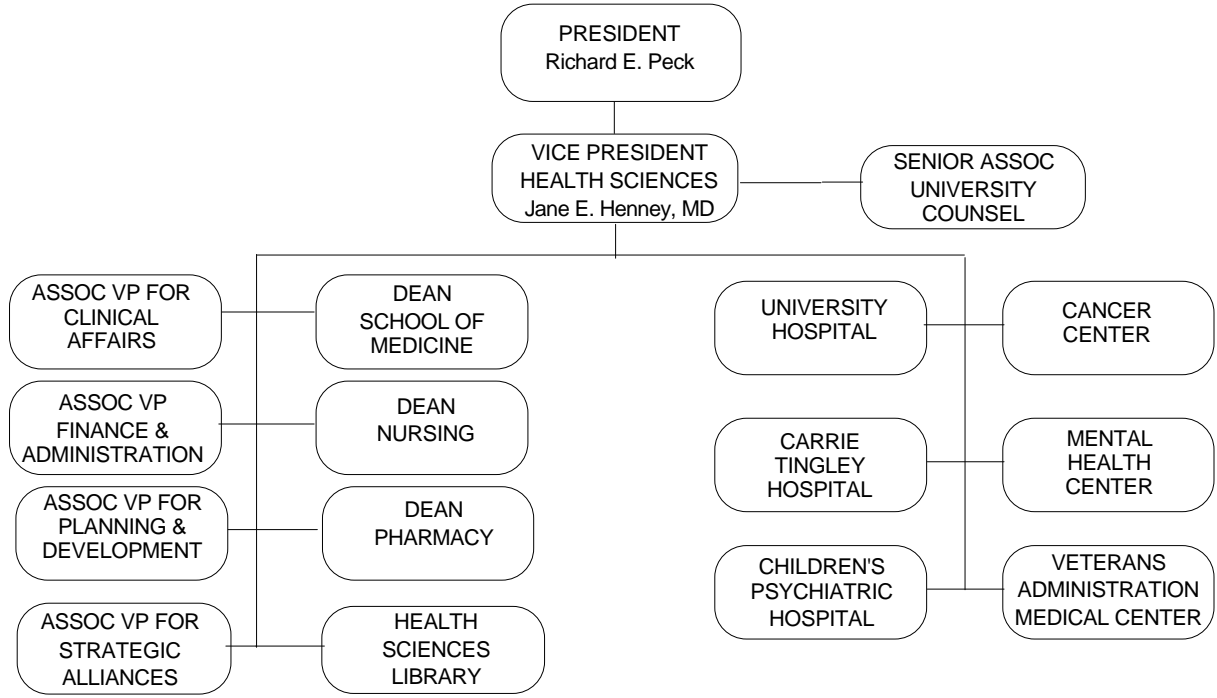 PRESIDENT
Richard E. Peck
VICE PRESIDENT
HEALTH SCIENCES
Jane E. Henney, MD
SENIOR ASSOC
UNIVERSITY
COUNSEL
ASSOC VP FOR
CLINICAL
AFFAIRS
DEAN
SCHOOL OF
MEDICINE
UNIVERSITY
HOSPITAL
CANCER
CENTER
ASSOC VP
FINANCE &
ADMINISTRATION
DEAN
NURSING
CARRIE
TINGLEY
HOSPITAL
MENTAL
HEALTH
CENTER
ASSOC VP FOR
PLANNING &
DEVELOPMENT
DEAN
PHARMACY
CHILDREN'S
PSYCHIATRIC
HOSPITAL
VETERANS
ADMINISTRATION
MEDICAL CENTER
ASSOC VP FOR
STRATEGIC
ALLIANCES
HEALTH
SCIENCES
LIBRARY